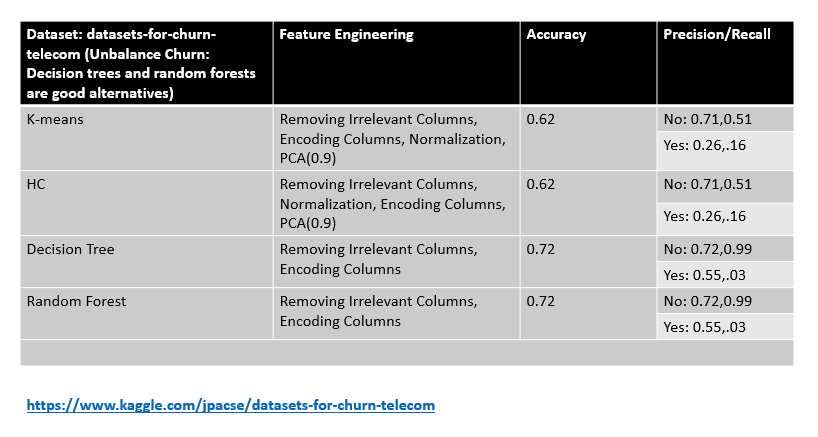 Dataset: datasets-for-churn-
telecom (Unbalance Churn:
Decision trees and random forests
are good alternatives)
Feature Engineering
Accuracy
Precision/Recall
K-means
Removing Irrelevant Columns,
Encoding Columns, Normalization,
PCA(0.9)
0.62
No: 0.71,0.51
Yes: 0.26,.16
HC
Removing Irrelevant Columns,
Normalization, Encoding Columns,
PCA(0.9)
0.62
No: 0.71,0.51
Yes: 0.26,.16
Decision Tree
Removing Irrelevant Columns,
Encoding Columns
0.72
No: 0.72,0.99
Yes: 0.55,.03
Random Forest
Removing Irrelevant Columns,
Encoding Columns
0.72
No: 0.72,0.99
Yes: 0.55,.03
https://www.kaggle.com/jpacse/datasets-for-churn-telecom